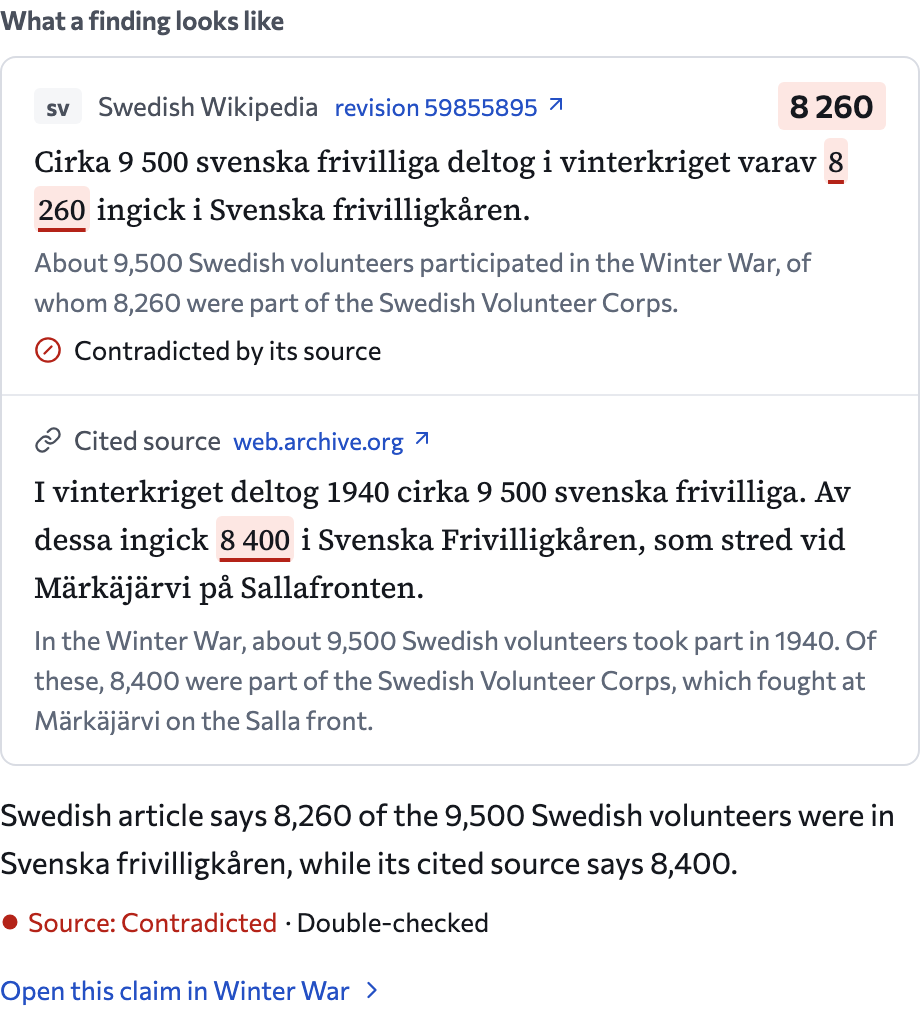 What a finding looks like
sv Swedish Wikipedia revision 59855895 ↗ 8 260
Cirka 9 500 svenska frivilliga deltog i vinterkriget varav 8
260 ingick i Svenska frivilligkåren.
About 9,500 Swedish volunteers participated in the Winter War, of
whom 8,260 were part of the Swedish Volunteer Corps.
Contradicted by its source
Cited source web.archive.org ↗
I vinterkriget deltog 1940 cirka 9 500 svenska frivilliga. Av
dessa ingick 8 400 i Svenska Frivilligkåren, som stred vid
Märkäjärvi på Sallafronten.
In the Winter War, about 9,500 Swedish volunteers took part in 1940. Of
these, 8,400 were part of the Swedish Volunteer Corps, which fought at
Märkäjärvi on the Salla front.
Swedish article says 8,260 of the 9,500 Swedish volunteers were in
Svenska frivilligkåren, while its cited source says 8,400.
Source: Contradicted · Double-checked
Open this claim in Winter War >